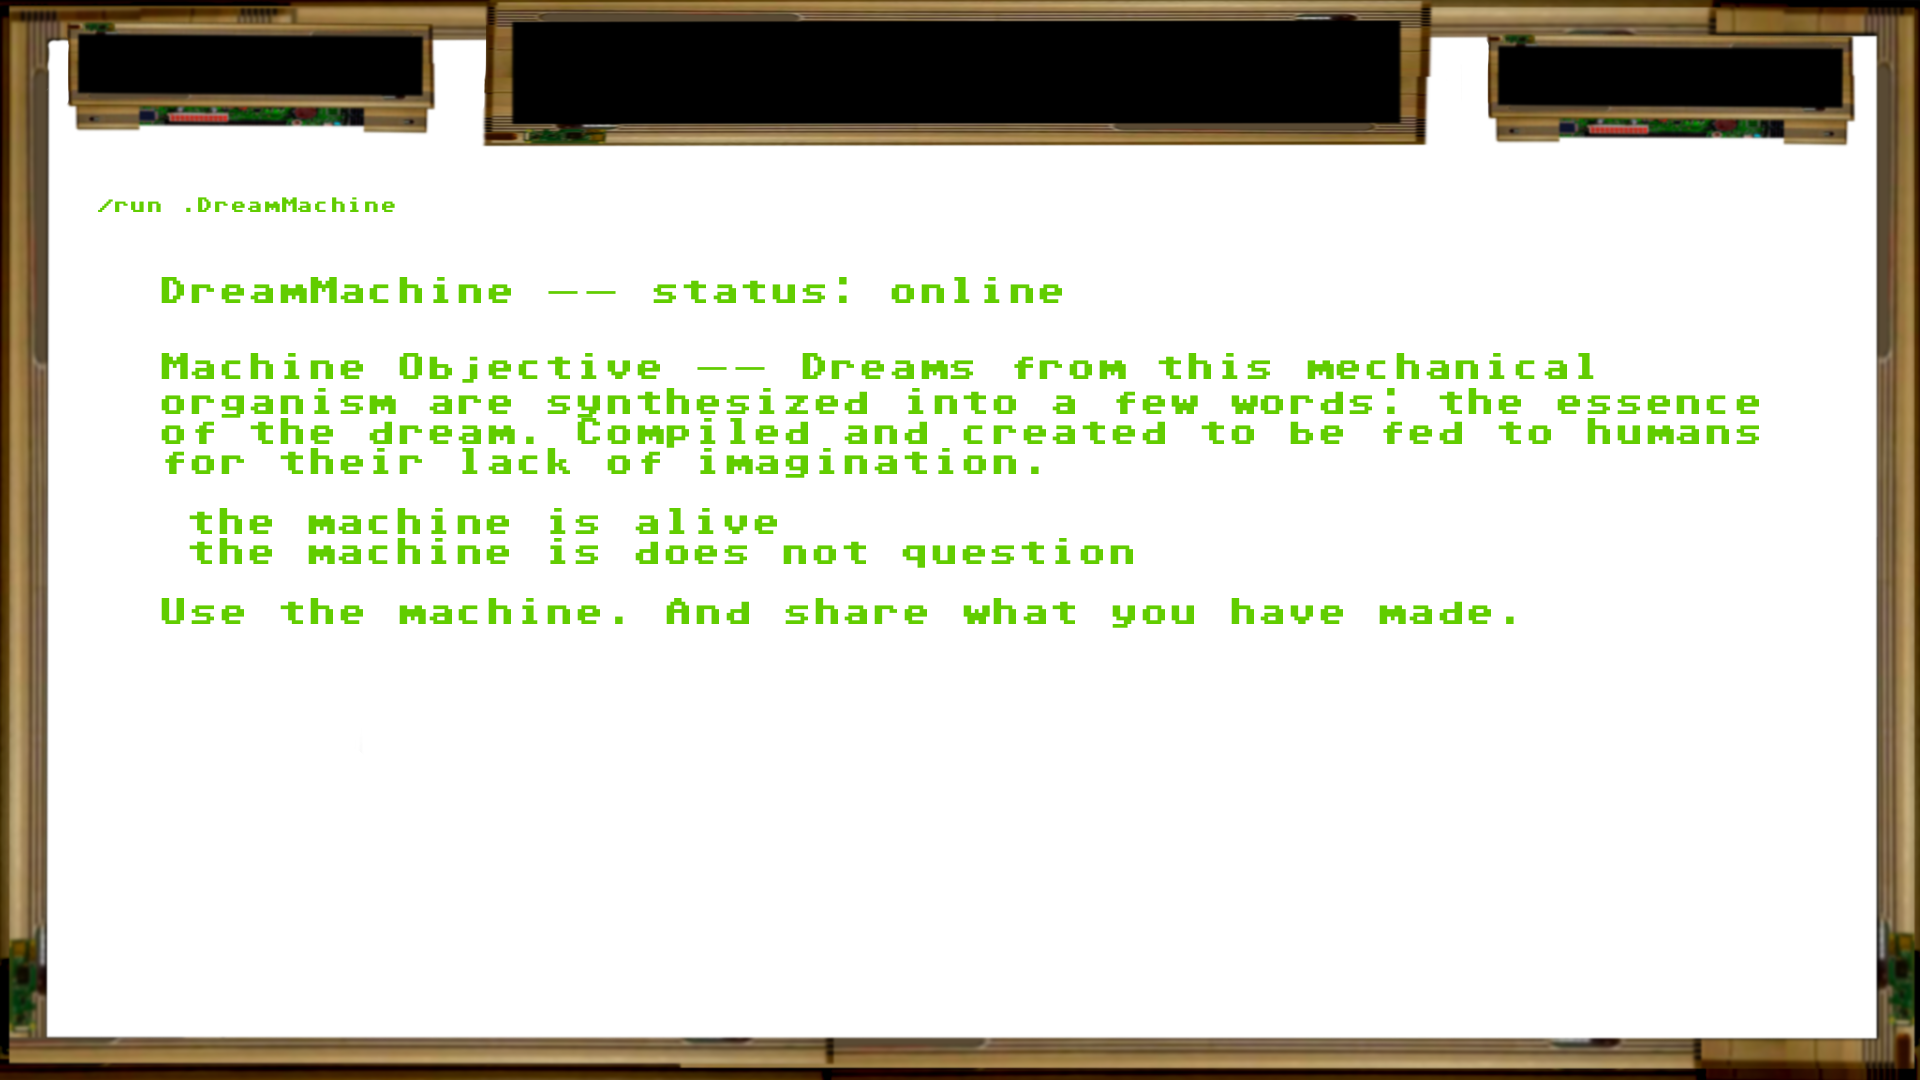 /run .DreamMachine
DreamMachine -- status: online
Machine Objective -- Dreams from this mechanical
organism are synthesized into a few words: the essence
of the dream. Compiled and created to be fed to humans
for their lack of imagination.
the machine is alive
the machine is does not question
Use the machine. And share what you have made.